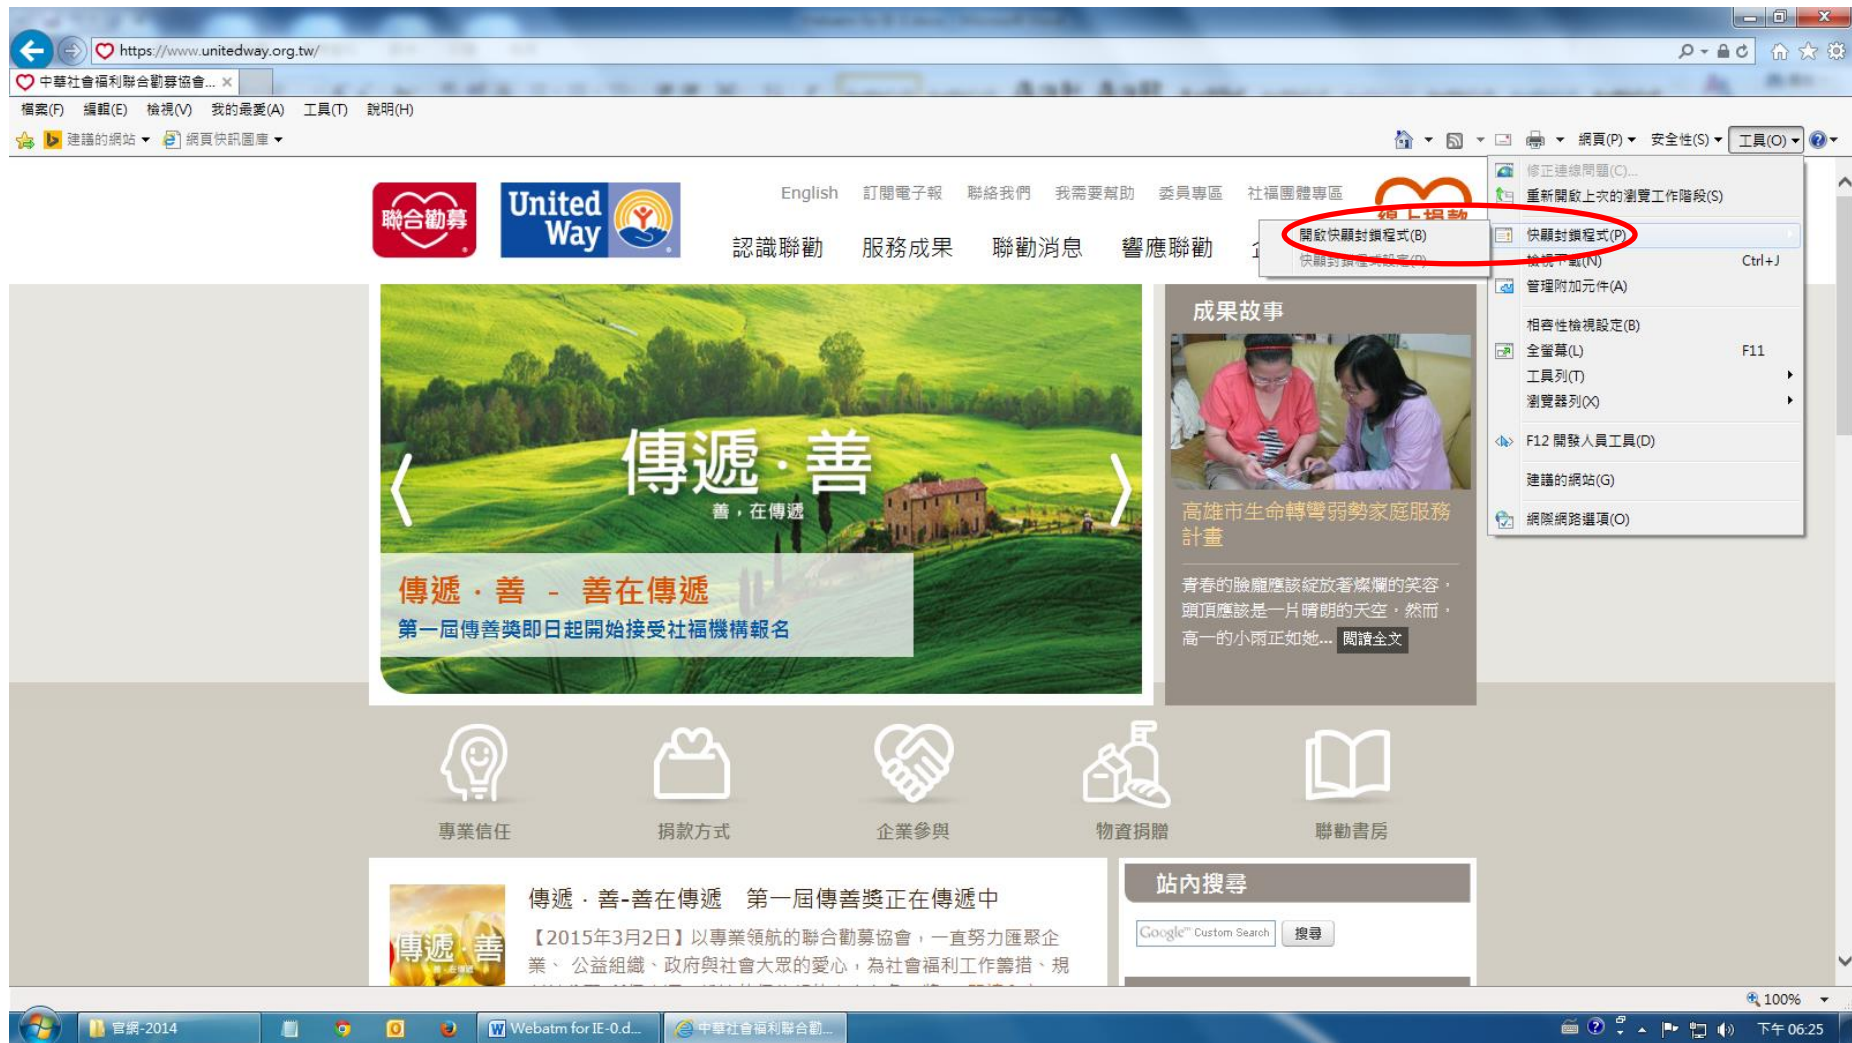 https://www.unitedway.org.tw/
中華社會福利聯合勸募協會...
檔案(F) 編輯(E) 檢視(V) 我的最愛(A) 工具(T) 說明(H)
建議的網站 網頁快訊圖庫
網頁(P) 安全性(S) 工具(O)
修正連線問題(C)...
重新開啟上次的瀏覽工作階段(S)
快顯封鎖程式(P)
開啟快顯封鎖程式(B)
快顯封鎖程式設定(P)
檢視下載(N) Ctrl+J
管理附加元件(A)
相容性檢視設定(B)
全螢幕(L) F11
工具列(T)
瀏覽器列(X)
F12 開發人員工具(D)
建議的網站(G)
網際網路選項(O)
聯合勸募
United Way
English 訂閱電子報 聯絡我們 我需要幫助 委員專區 社福團體專區
線上捐款
認識聯勸 服務成果 聯勸消息 響應聯勸
傳遞·善
善，在傳遞
傳遞·善 - 善在傳遞
第一屆傳善獎即日起開始接受社福機構報名
成果故事
高雄市生命轉彎弱勢家庭服務
計畫
青春的臉龐應該綻放著燦爛的笑容，
頭頂應該是一片晴朗的天空，然而，
高一的小雨正如她... 閱讀全文
專業信任 捐款方式 企業參與 物資捐贈 聯勸書房
傳遞·善-善在傳遞 第一屆傳善獎正在傳遞中
【2015年3月2日】以專業領航的聯合勸募協會，一直努力匯聚企
業、 公益組織、政府與社會大眾的愛心，為社會福利工作籌措、規
傳遞·善
站內搜尋
Google™ Custom Search 搜尋
100%
官網-2014
Webatm for IE-0.d...
中華社會福利聯合勸...
下午 06:25